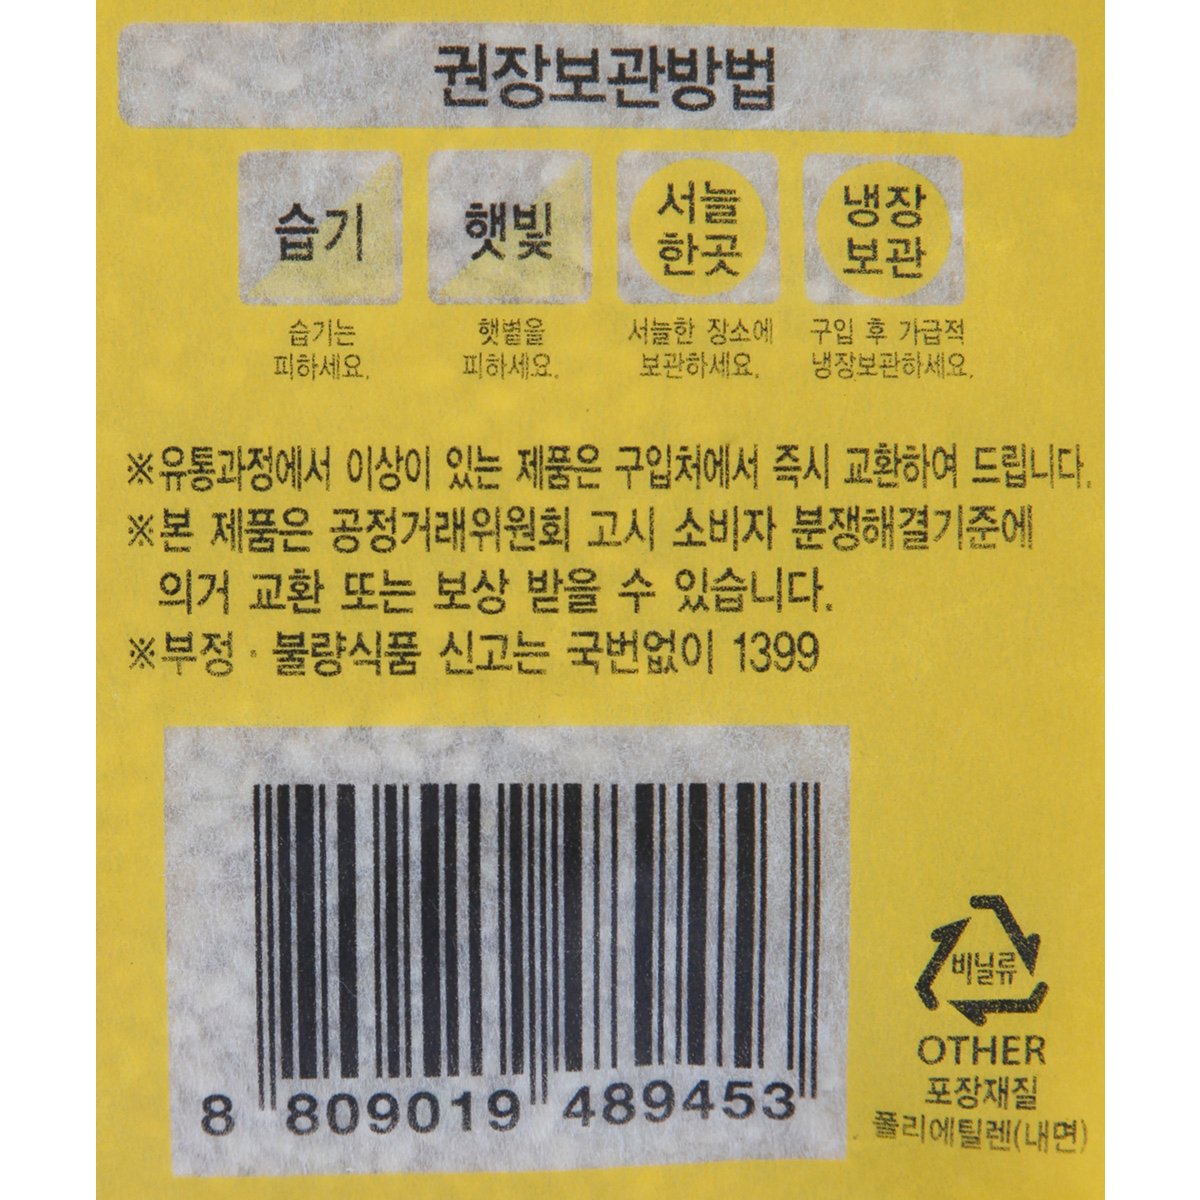 권장보관방법
습기
햇빛
서늘
한곳
냉장
보관
습기는
피하세요.
햇볕을
피하세요.
서늘한 장소에
보관하세요.
구입 후 가급적
냉장보관하세요.
※유통과정에서 이상이 있는 제품은 구입처에서 즉시 교환하여 드립니다.
※본 제품은 공정거래위원회 고시 소비자 분쟁해결기준에
의거 교환 또는 보상 받을 수 있습니다.
※부정·불량식품 신고는 국번없이 1399
비닐류
OTHER
포장재질
폴리에틸렌(내면)
8 809019 489453